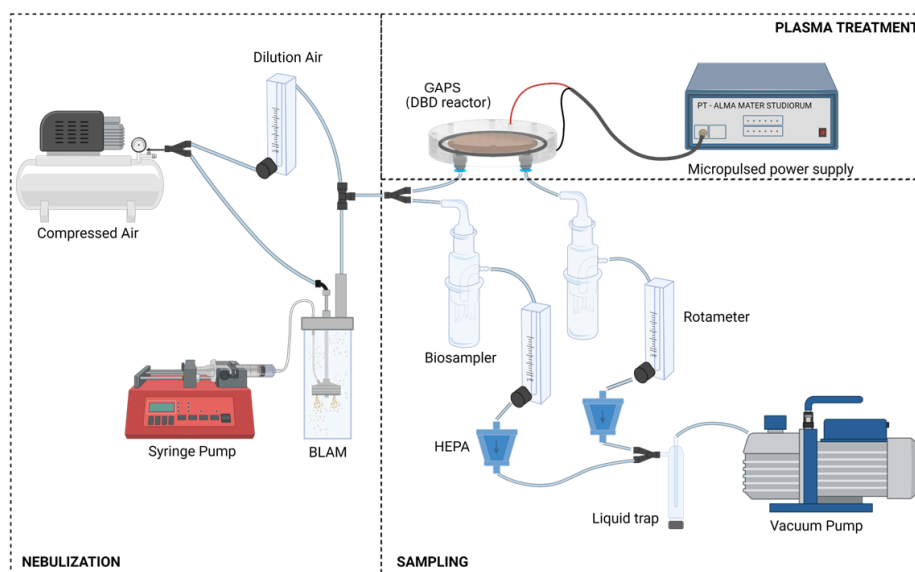 PLASMA TREATMENT
Dilution Air
GAPS
(DBD reactor)
PT - ALMA MATER STUDIORUM
Micropulsed power supply
Compressed Air
Rotameter
Biosampler
HEPA
Syringe Pump
BLAM
Liquid trap
Vacuum Pump
NEBULIZATION
SAMPLING